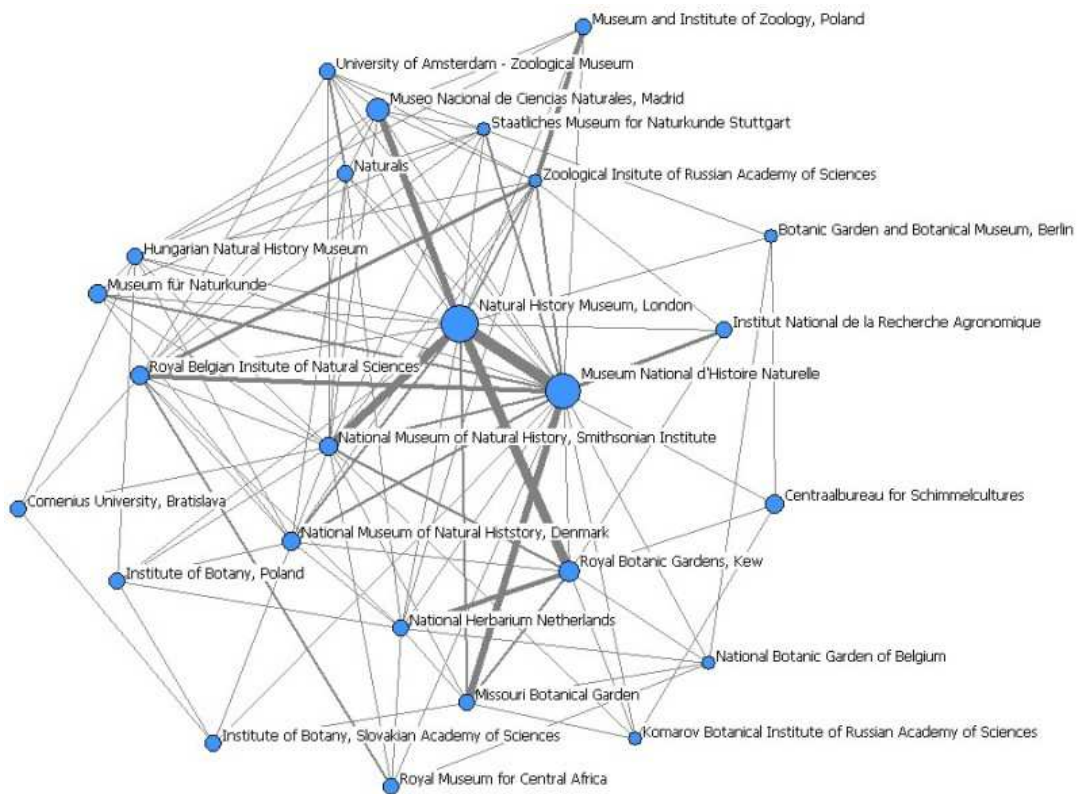 Museum and Institute of Zoology, Poland
University of Amsterdam - Zoological Museum
Museo Nacional de Ciencias Naturales, Madrid
Staatliches Museum for Naturkunde Stuttgart
Naturalis
Zoological Insitute of Russian Academy of Sciences
Botanic Garden and Botanical Museum, Berlin
Hungarian Natural History Museum
Museum für Naturkunde
Natural History Museum, London
Institut National de la Recherche Agronomique
Royal Belgian Insitute of Natural Sciences
Museum National d'Histoire Naturelle
National Museum of Natural History, Smithsonian Institute
Comenius University, Bratislava
Centraalbureau for Schimmelcultures
National Museum of Natural Histstory, Denmark
Royal Botanic Gardens, Kew
Institute of Botany, Poland
National Herbarium Netherlands
National Botanic Garden of Belgium
Missouri Botanical Garden
Institute of Botany, Slovakian Academy of Sciences
Komarov Botanical Institute of Russian Academy of Sciences
Royal Museum for Central Africa